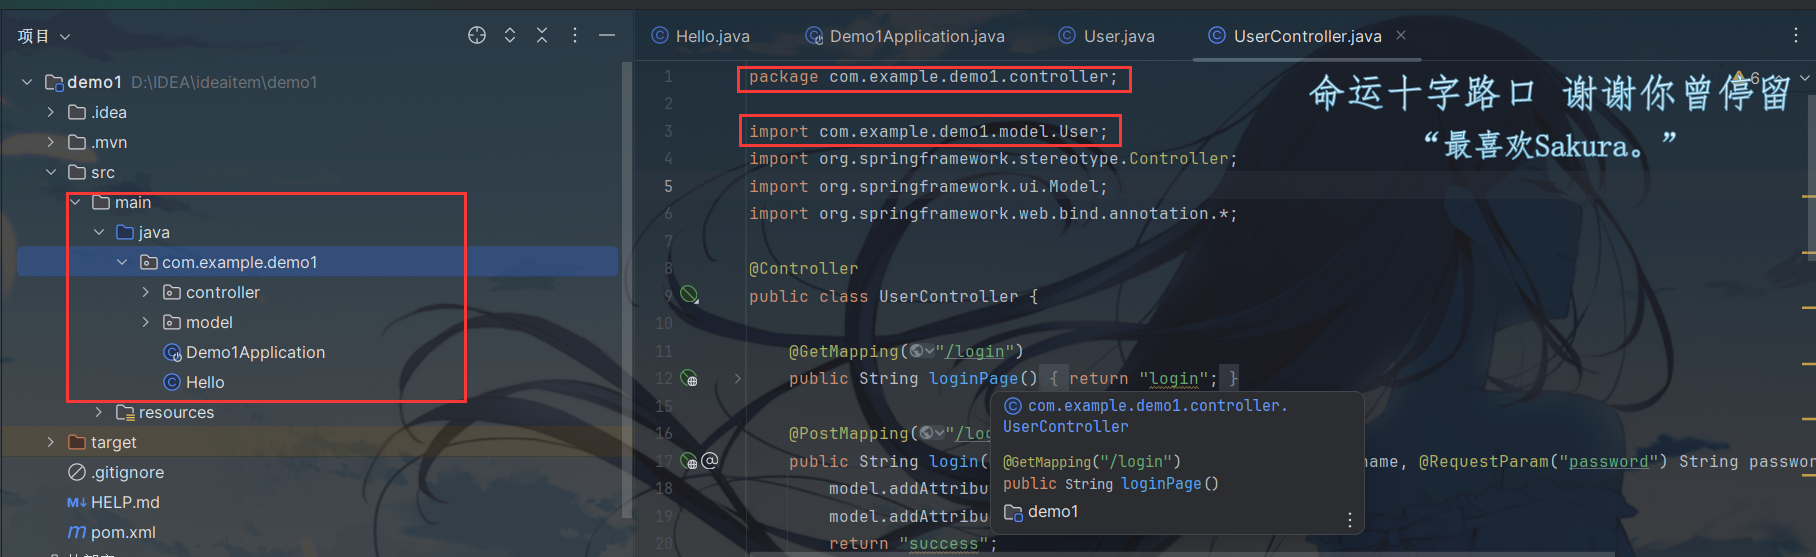 项目
Hello.java
Demo1Application.java
User.java
UserController.java
demo1 D:\IDEA\ideaitem\demo1
.idea
.mvn
src
main
java
com.example.demo1
controller
model
Demo1Application
Hello
resources
target
.gitignore
HELP.md
pom.xml
1 package com.example.demo1.controller;
2
3 import com.example.demo1.model.User;
4 import org.springframework.stereotype.Controller;
5 import org.springframework.ui.Model;
6 import org.springframework.web.bind.annotation.*;
7
8 @Controller
9 public class UserController {
10
11 @GetMapping("/login")
12 public String loginPage() { return "login"; }
15
16 @PostMapping("/log
17 public String login( name, @RequestParam("password") String passwor
18 model.addAttribu
19 model.addAttribu
20 return "success";
com.example.demo1.controller.
UserController
@GetMapping("/login")
public String loginPage()
demo1
6
命运十字路口 谢谢你曾停留
“最喜欢Sakura。”